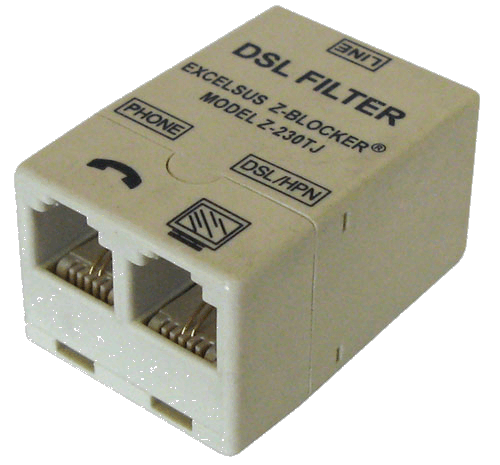 LINE
DSL FILTER
EXCELSUS Z-BLOCKER®
MODEL Z-230TJ
PHONE
DSL/HPN